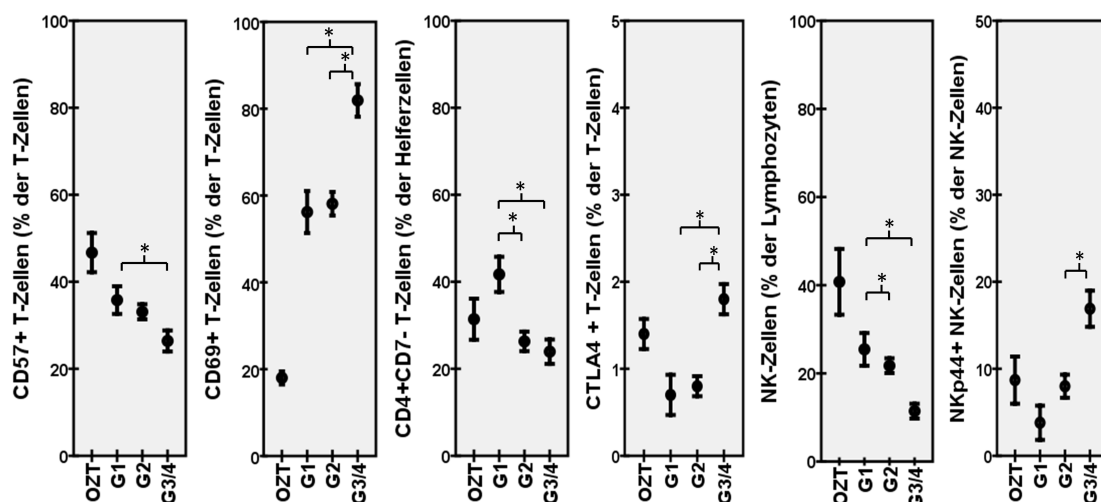 CD57+ T-Zellen (% der T-Zellen)
100
80
60
40
20
0
*
OZT
G1
G2
G3/4
CD69+ T-Zellen (% der T-Zellen)
100
80
60
40
20
0
*
*
OZT
G1
G2
G3/4
CD4+CD7- T-Zellen (% der Helferzellen)
100
80
60
40
20
0
*
*
OZT
G1
G2
G3/4
CTLA4 + T-Zellen (% der T-Zellen)
5
4
3
2
1
0
*
*
OZT
G1
G2
G3/4
NK-Zellen (% der Lymphozyten)
100
80
60
40
20
0
*
*
OZT
G1
G2
G3/4
NKp44+ NK-Zellen (% der NK-Zellen)
50
40
30
20
10
0
*
OZT
G1
G2
G3/4